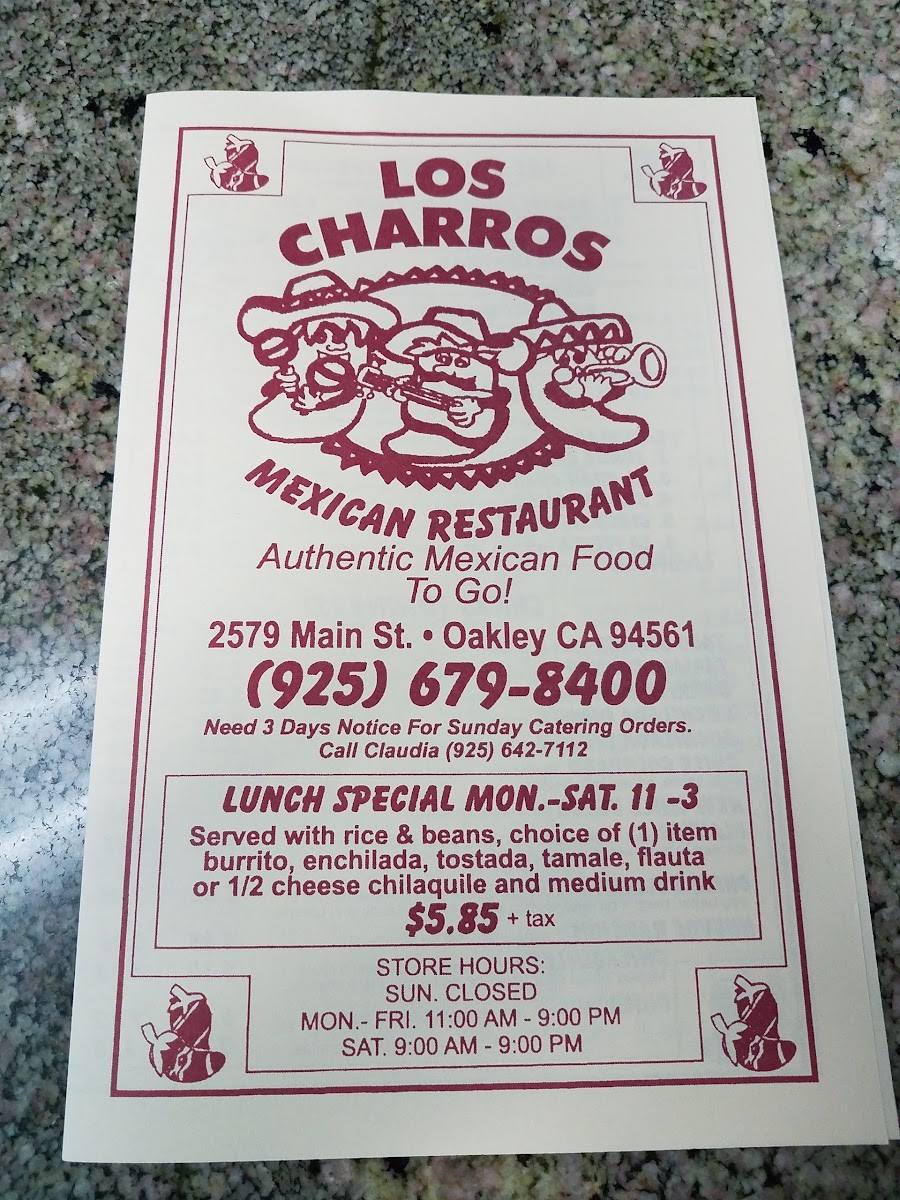 LOS
CHARROS
MEXICAN RESTAURANT
Authentic Mexican Food
To Go!
2579 Main St. • Oakley CA 94561
(925) 679-8400
Need 3 Days Notice For Sunday Catering Orders.
Call Claudia (925) 642-7112
LUNCH SPECIAL MON.-SAT. 11 -3
Served with rice & beans, choice of (1) item
burrito, enchilada, tostada, tamale, flauta
or 1/2 cheese chilaquile and medium drink
$5.85 + tax
STORE HOURS:
SUN. CLOSED
MON.- FRI. 11:00 AM - 9:00 PM
SAT. 9:00 AM - 9:00 PM